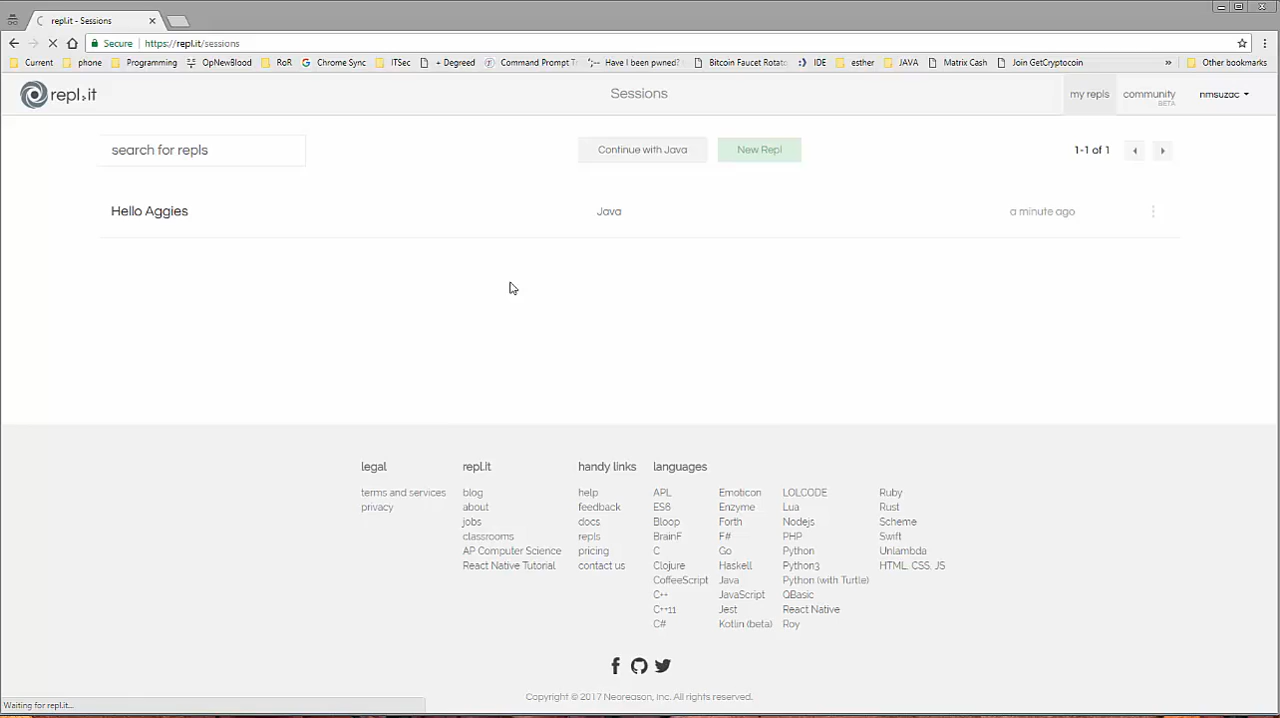 repl.it - Sessions
Secure https://repl.it/sessions
Current phone Programming OpNewBlood RoR Chrome Sync ITSec + Degreed Command Prompt T Have I been pwned? Bitcoin Faucet Rotato IDE esther JAVA Matrix Cash Join GetCryptocoin » Other bookmarks
repl.it Sessions my repls community nmsuzac
BETA
search for repls Continue with Java New Repl 1-1 of 1
Hello Aggies Java a minute ago
legal repl.it handy links languages
terms and services blog help APL Emoticon LOLCODE Ruby
privacy about feedback ES6 Enzyme Lua Rust
jobs docs Bloop Forth Nodejs Scheme
classrooms repls BrainF F# PHP Swift
AP Computer Science pricing C Go Python Unlambda
React Native Tutorial contact us Clojure Haskell Python3 HTML, CSS, JS
CoffeeScript Java Python (with Turtle)
C++ JavaScript QBasic
C++11 Jest React Native
C# Kotlin (beta) Roy
Copyright © 2017 Neoreason, Inc. All rights reserved.
Waiting for repl.it...